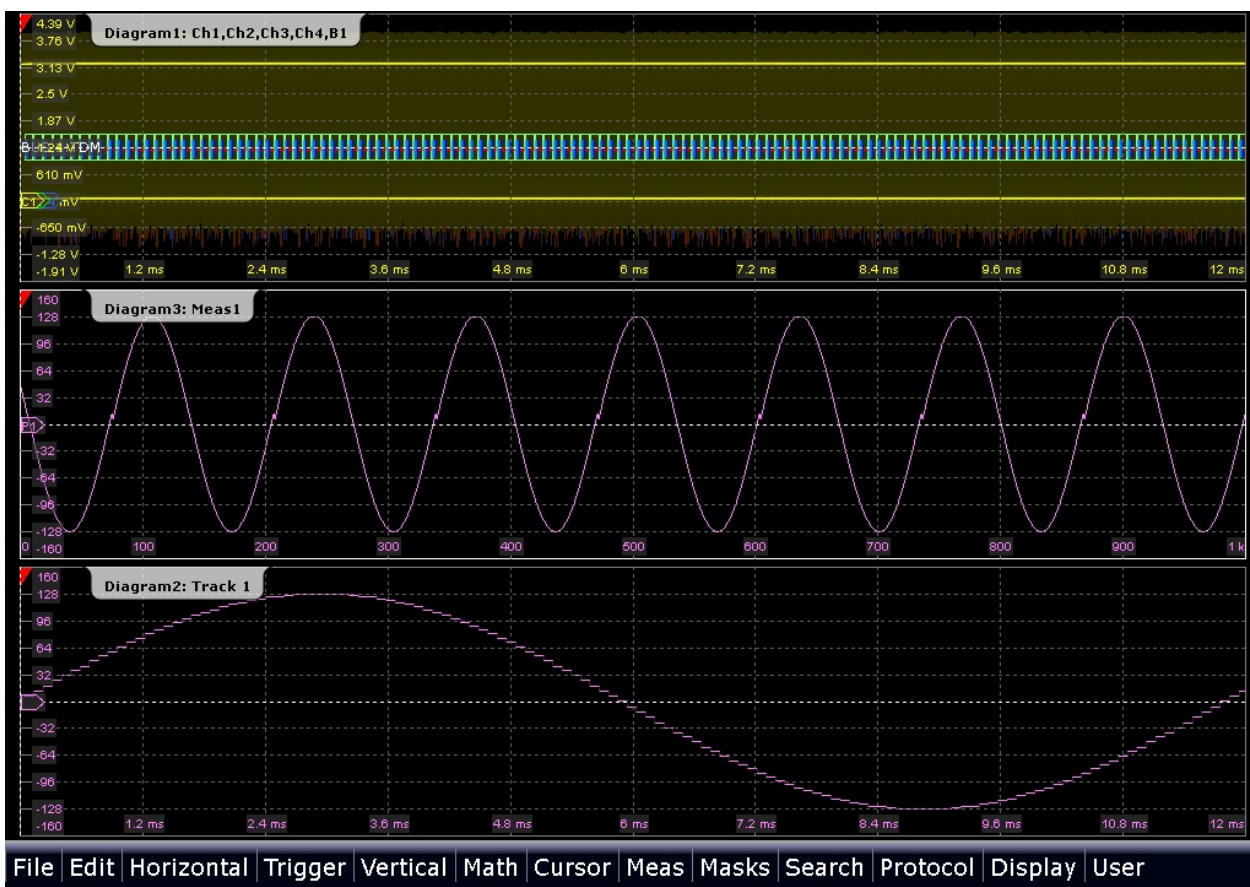 4.39 V
Diagram1: Ch1,Ch2,Ch3,Ch4,B1
3.76 V
3.13 V
2.5 V
1.87 V
610 mV
C1
-650 mV
-1.28 V
-1.91 V 1.2 ms 2.4 ms 3.6 ms 4.8 ms 6 ms 7.2 ms 8.4 ms 9.6 ms 10.8 ms 12 ms
160
Diagram3: Meas1
128
96
64
32
-32
-64
-96
-128
0 -160 100 200 300 400 500 600 700 800 900 1 k
160
Diagram2: Track 1
128
96
64
32
-32
-64
-96
-128
-160 1.2 ms 2.4 ms 3.6 ms 4.8 ms 6 ms 7.2 ms 8.4 ms 9.6 ms 10.8 ms 12 ms
File Edit Horizontal Trigger Vertical Math Cursor Meas Masks Search Protocol Display User